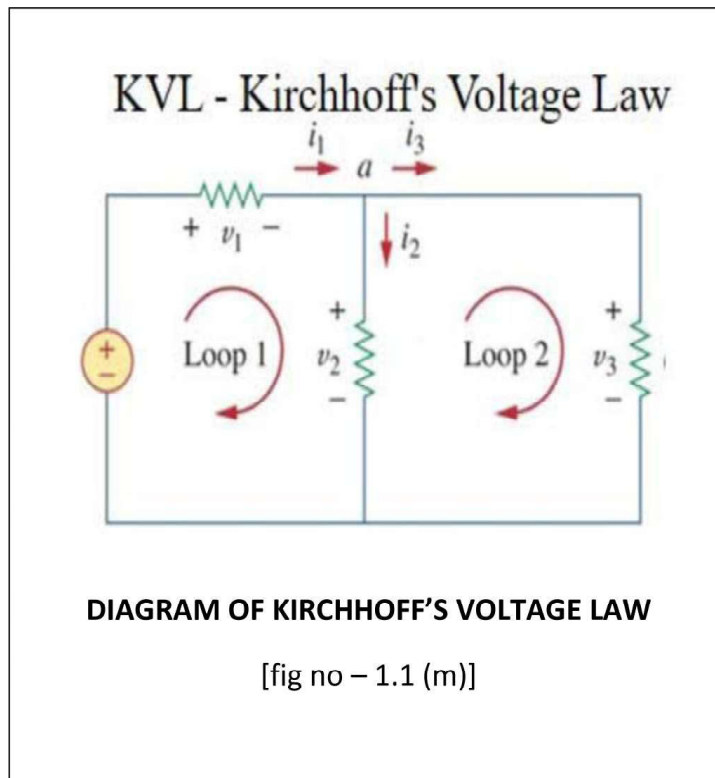 KVL - Kirchhoff's Voltage Law
i₁ i₃
a
+ v₁ −
i₂
+ + +
Loop 1 v₂ Loop 2 v₃
− − −
DIAGRAM OF KIRCHHOFF’S VOLTAGE LAW
[fig no – 1.1 (m)]